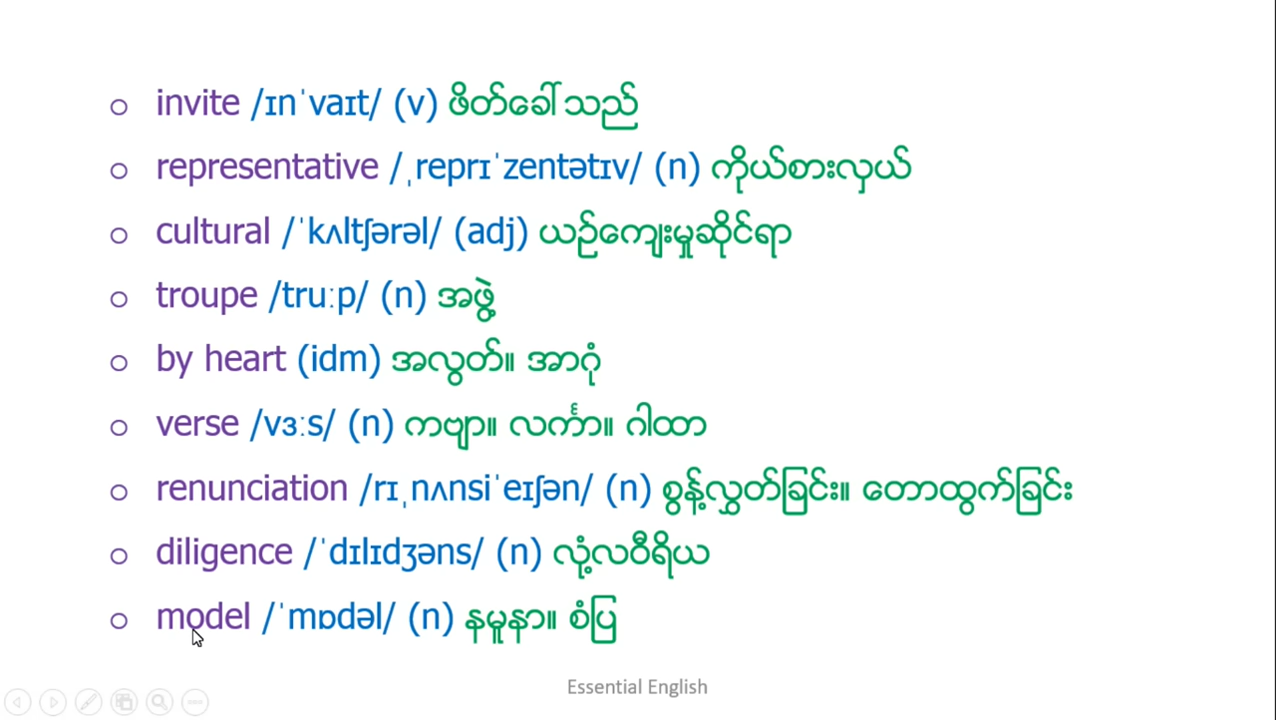 invite /ɪnˈvaɪt/ (v) ဖိတ်ခေါ်သည်
representative /ˌreprɪˈzentətɪv/ (n) ကိုယ်စားလှယ်
cultural /ˈkʌltʃərəl/ (adj) ယဉ်ကျေးမှုဆိုင်ရာ
troupe /truːp/ (n) အဖွဲ့
by heart (idm) အလွတ်။ အာဂုံ
verse /vɜːs/ (n) ကဗျာ။ လင်္ကာ။ ဂါထာ
renunciation /rɪˌnʌnsiˈeɪʃən/ (n) စွန့်လွှတ်ခြင်း။ တောထွက်ခြင်း
diligence /ˈdɪlɪdʒəns/ (n) လုံ့လဝီရိယ
model /ˈmɒdəl/ (n) နမူနာ။ စံပြ
Essential English